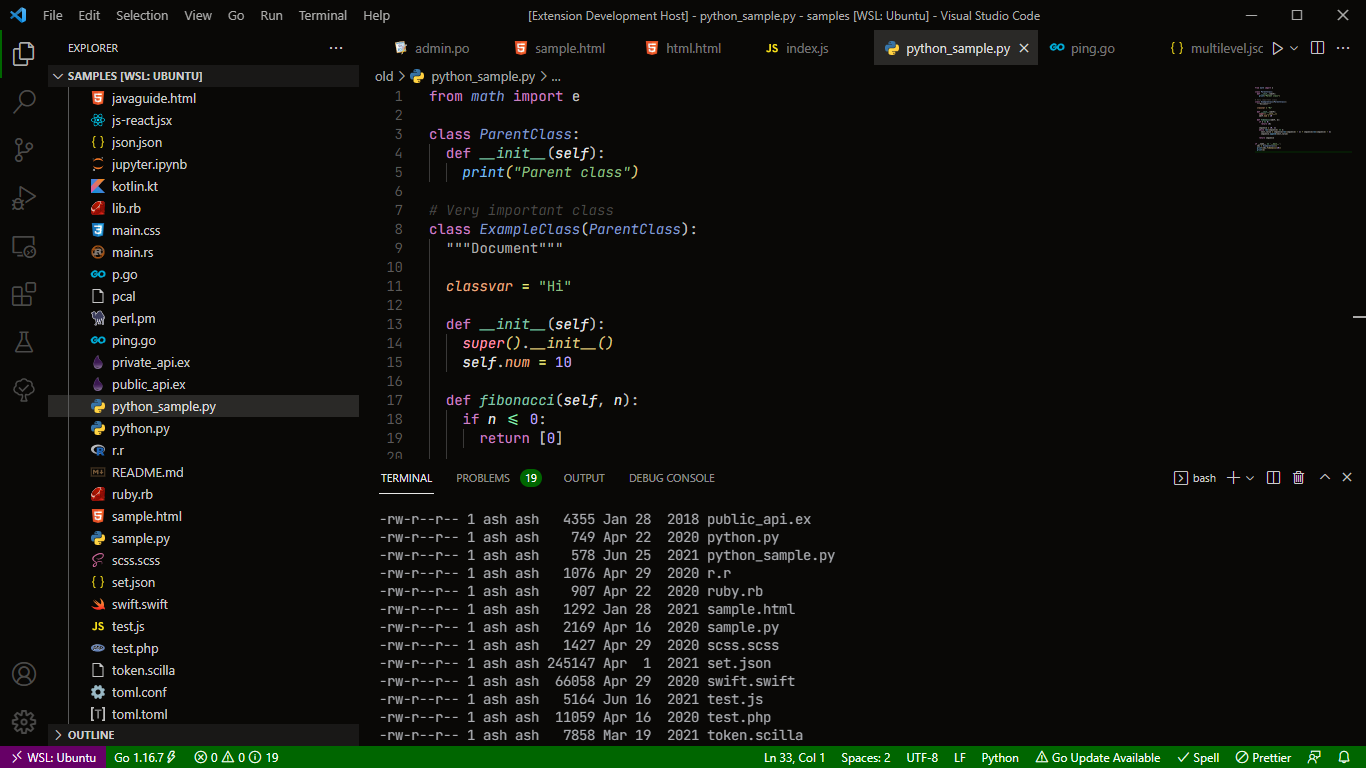 File Edit Selection View Go Run Terminal Help [Extension Development Host] - python_sample.py - samples [WSL: Ubuntu] - Visual Studio Code
EXPLORER
SAMPLES [WSL: UBUNTU]
javaguide.html
js-react.jsx
json.json
jupyter.ipynb
kotlin.kt
lib.rb
main.css
main.rs
p.go
pcal
perl.pm
ping.go
private_api.ex
public_api.ex
python_sample.py
python.py
r.r
README.md
ruby.rb
sample.html
sample.py
scss.scss
set.json
swift.swift
test.js
test.php
token.scilla
toml.conf
toml.toml
OUTLINE
admin.po sample.html html.html JS index.js python_sample.py ping.go multilevel.jsc
old > python_sample.py > ...
1 from math import e
2
3 class ParentClass:
4 def __init__(self):
5 print("Parent class")
6
7 # Very important class
8 class ExampleClass(ParentClass):
9 """Document"""
10
11 classvar = "Hi"
12
13 def __init__(self):
14 super().__init__()
15 self.num = 10
16
17 def fibonacci(self, n):
18 if n <= 0:
19 return [0]
20
TERMINAL PROBLEMS 19 OUTPUT DEBUG CONSOLE bash
-rw-r--r-- 1 ash ash 4355 Jan 28 2018 public_api.ex
-rw-r--r-- 1 ash ash 749 Apr 22 2020 python.py
-rw-r--r-- 1 ash ash 578 Jun 25 2021 python_sample.py
-rw-r--r-- 1 ash ash 1076 Apr 29 2020 r.r
-rw-r--r-- 1 ash ash 907 Apr 22 2020 ruby.rb
-rw-r--r-- 1 ash ash 1292 Jan 28 2021 sample.html
-rw-r--r-- 1 ash ash 2169 Apr 16 2020 sample.py
-rw-r--r-- 1 ash ash 1427 Apr 29 2020 scss.scss
-rw-r--r-- 1 ash ash 245147 Apr 1 2021 set.json
-rw-r--r-- 1 ash ash 66058 Apr 29 2020 swift.swift
-rw-r--r-- 1 ash ash 5164 Jun 16 2021 test.js
-rw-r--r-- 1 ash ash 11059 Apr 16 2020 test.php
-rw-r--r-- 1 ash ash 7858 Mar 19 2021 token.scilla
WSL: Ubuntu Go 1.16.7 0 0 19 Ln 33, Col 1 Spaces: 2 UTF-8 LF Python Go Update Available Spell Prettier